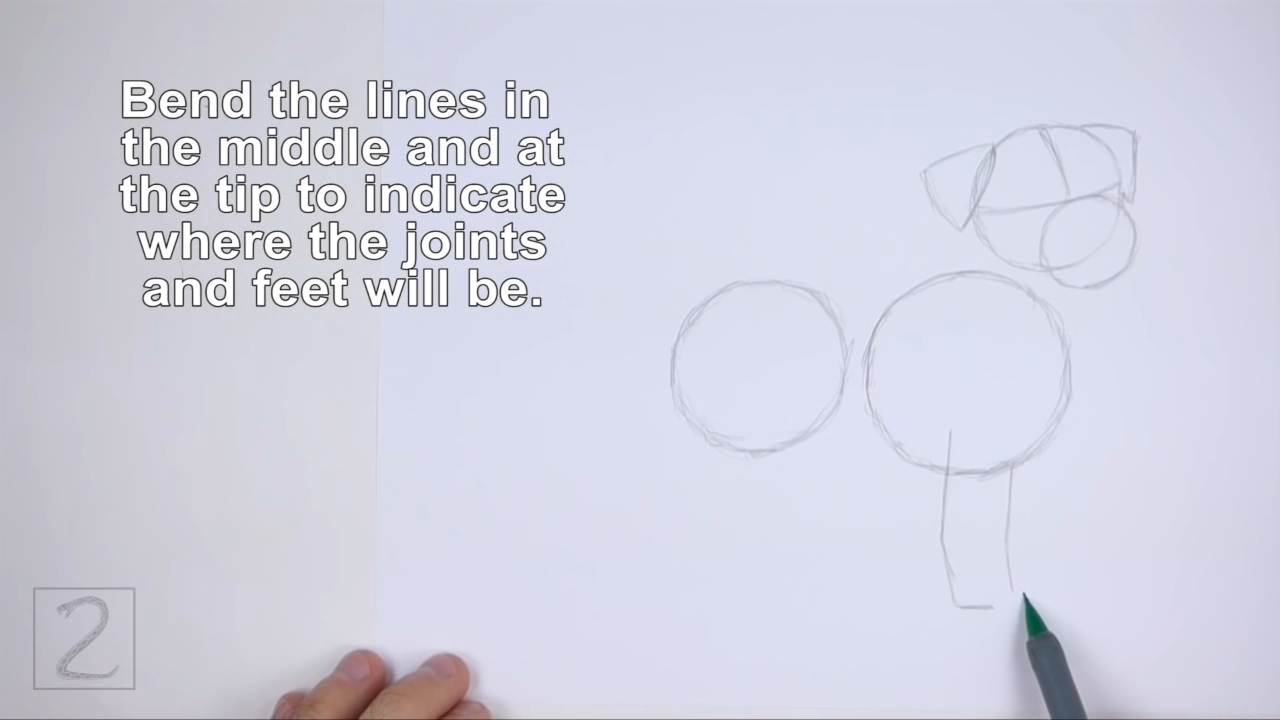 Bend the lines in
the middle and at
the tip to indicate
where the joints
and feet will be.
2